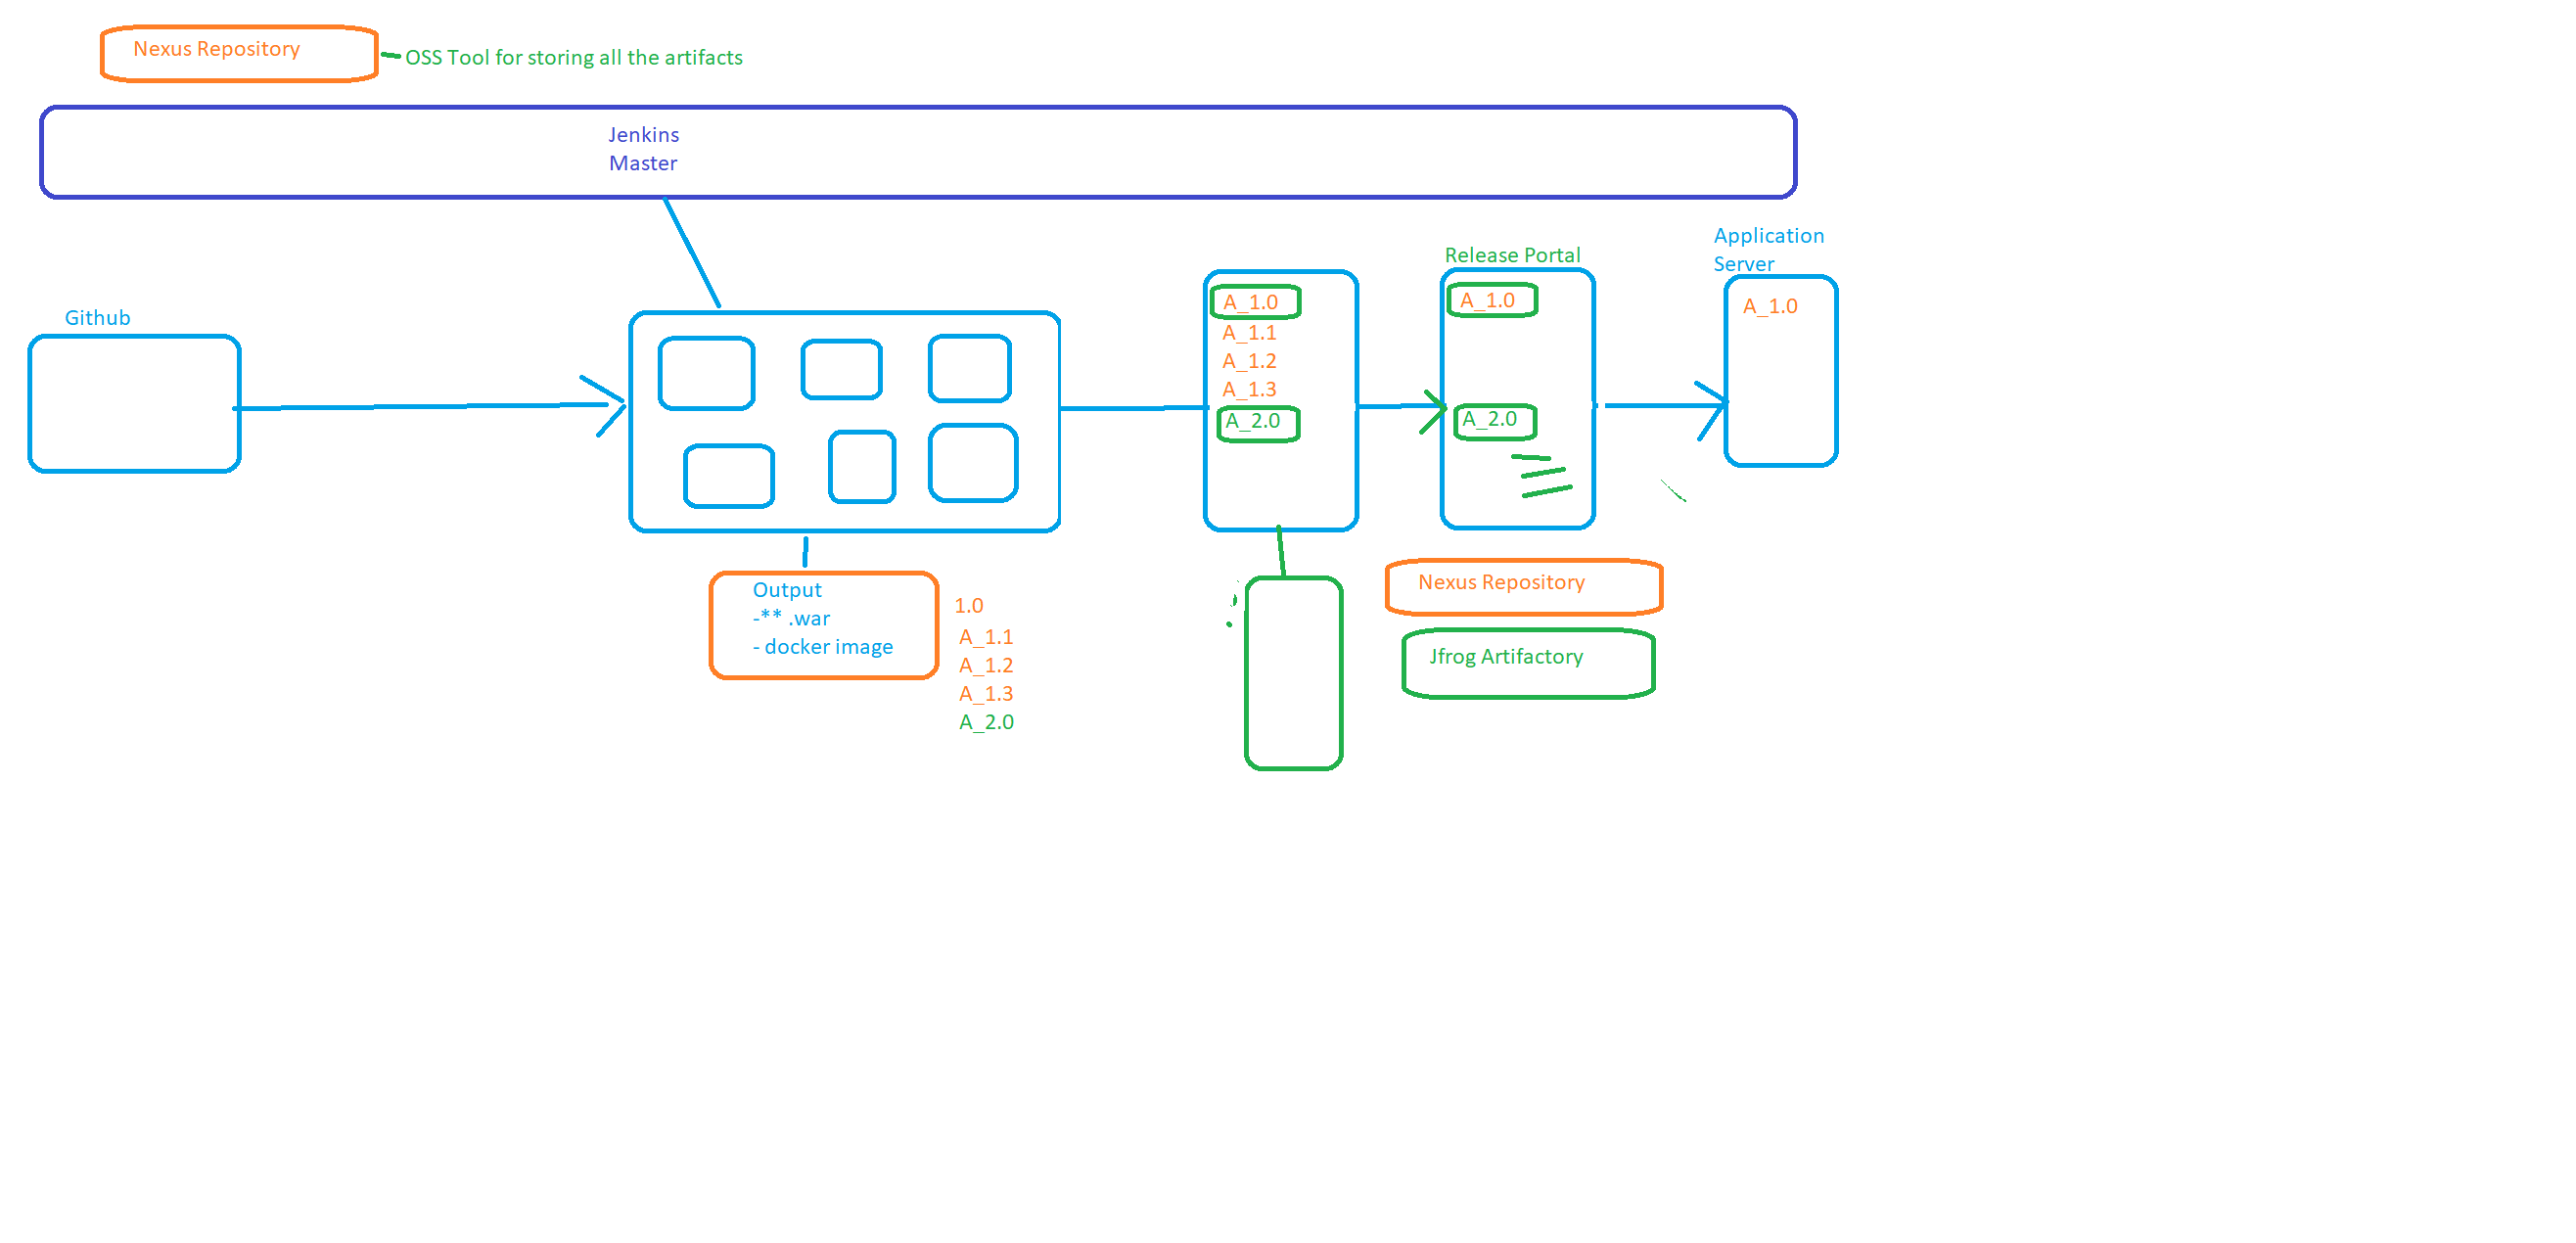 Nexus Repository
OSS Tool for storing all the artifacts
Jenkins
Master
Github
Output
-** .war
- docker image
1.0
A_1.1
A_1.2
A_1.3
A_2.0
A_1.0
A_1.1
A_1.2
A_1.3
A_2.0
Release Portal
A_1.0
A_2.0
Application
Server
A_1.0
Nexus Repository
Jfrog Artifactory